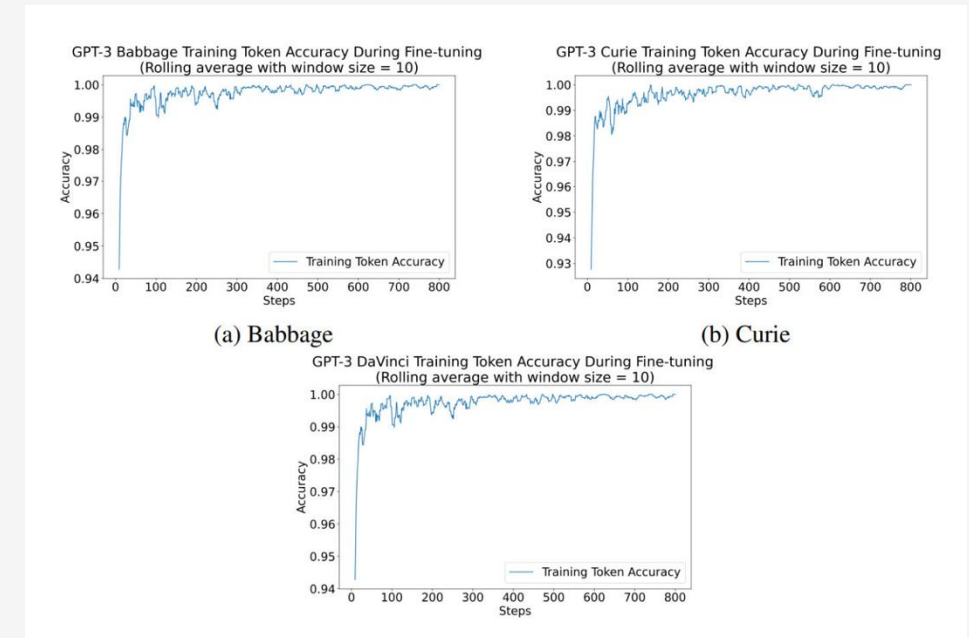 GPT-3 Babbage Training Token Accuracy During Fine-tuning
(Rolling average with window size = 10)
1.00
0.99
0.98
0.97
0.96
0.95
0.94
Accuracy
Training Token Accuracy
0 100 200 300 400 500 600 700 800
Steps
(a) Babbage
GPT-3 Curie Training Token Accuracy During Fine-tuning
(Rolling average with window size = 10)
1.00
0.99
0.98
0.97
0.96
0.95
0.94
0.93
Accuracy
Training Token Accuracy
0 100 200 300 400 500 600 700 800
Steps
(b) Curie
GPT-3 DaVinci Training Token Accuracy During Fine-tuning
(Rolling average with window size = 10)
1.00
0.99
0.98
0.97
0.96
0.95
0.94
Accuracy
Training Token Accuracy
0 100 200 300 400 500 600 700 800
Steps